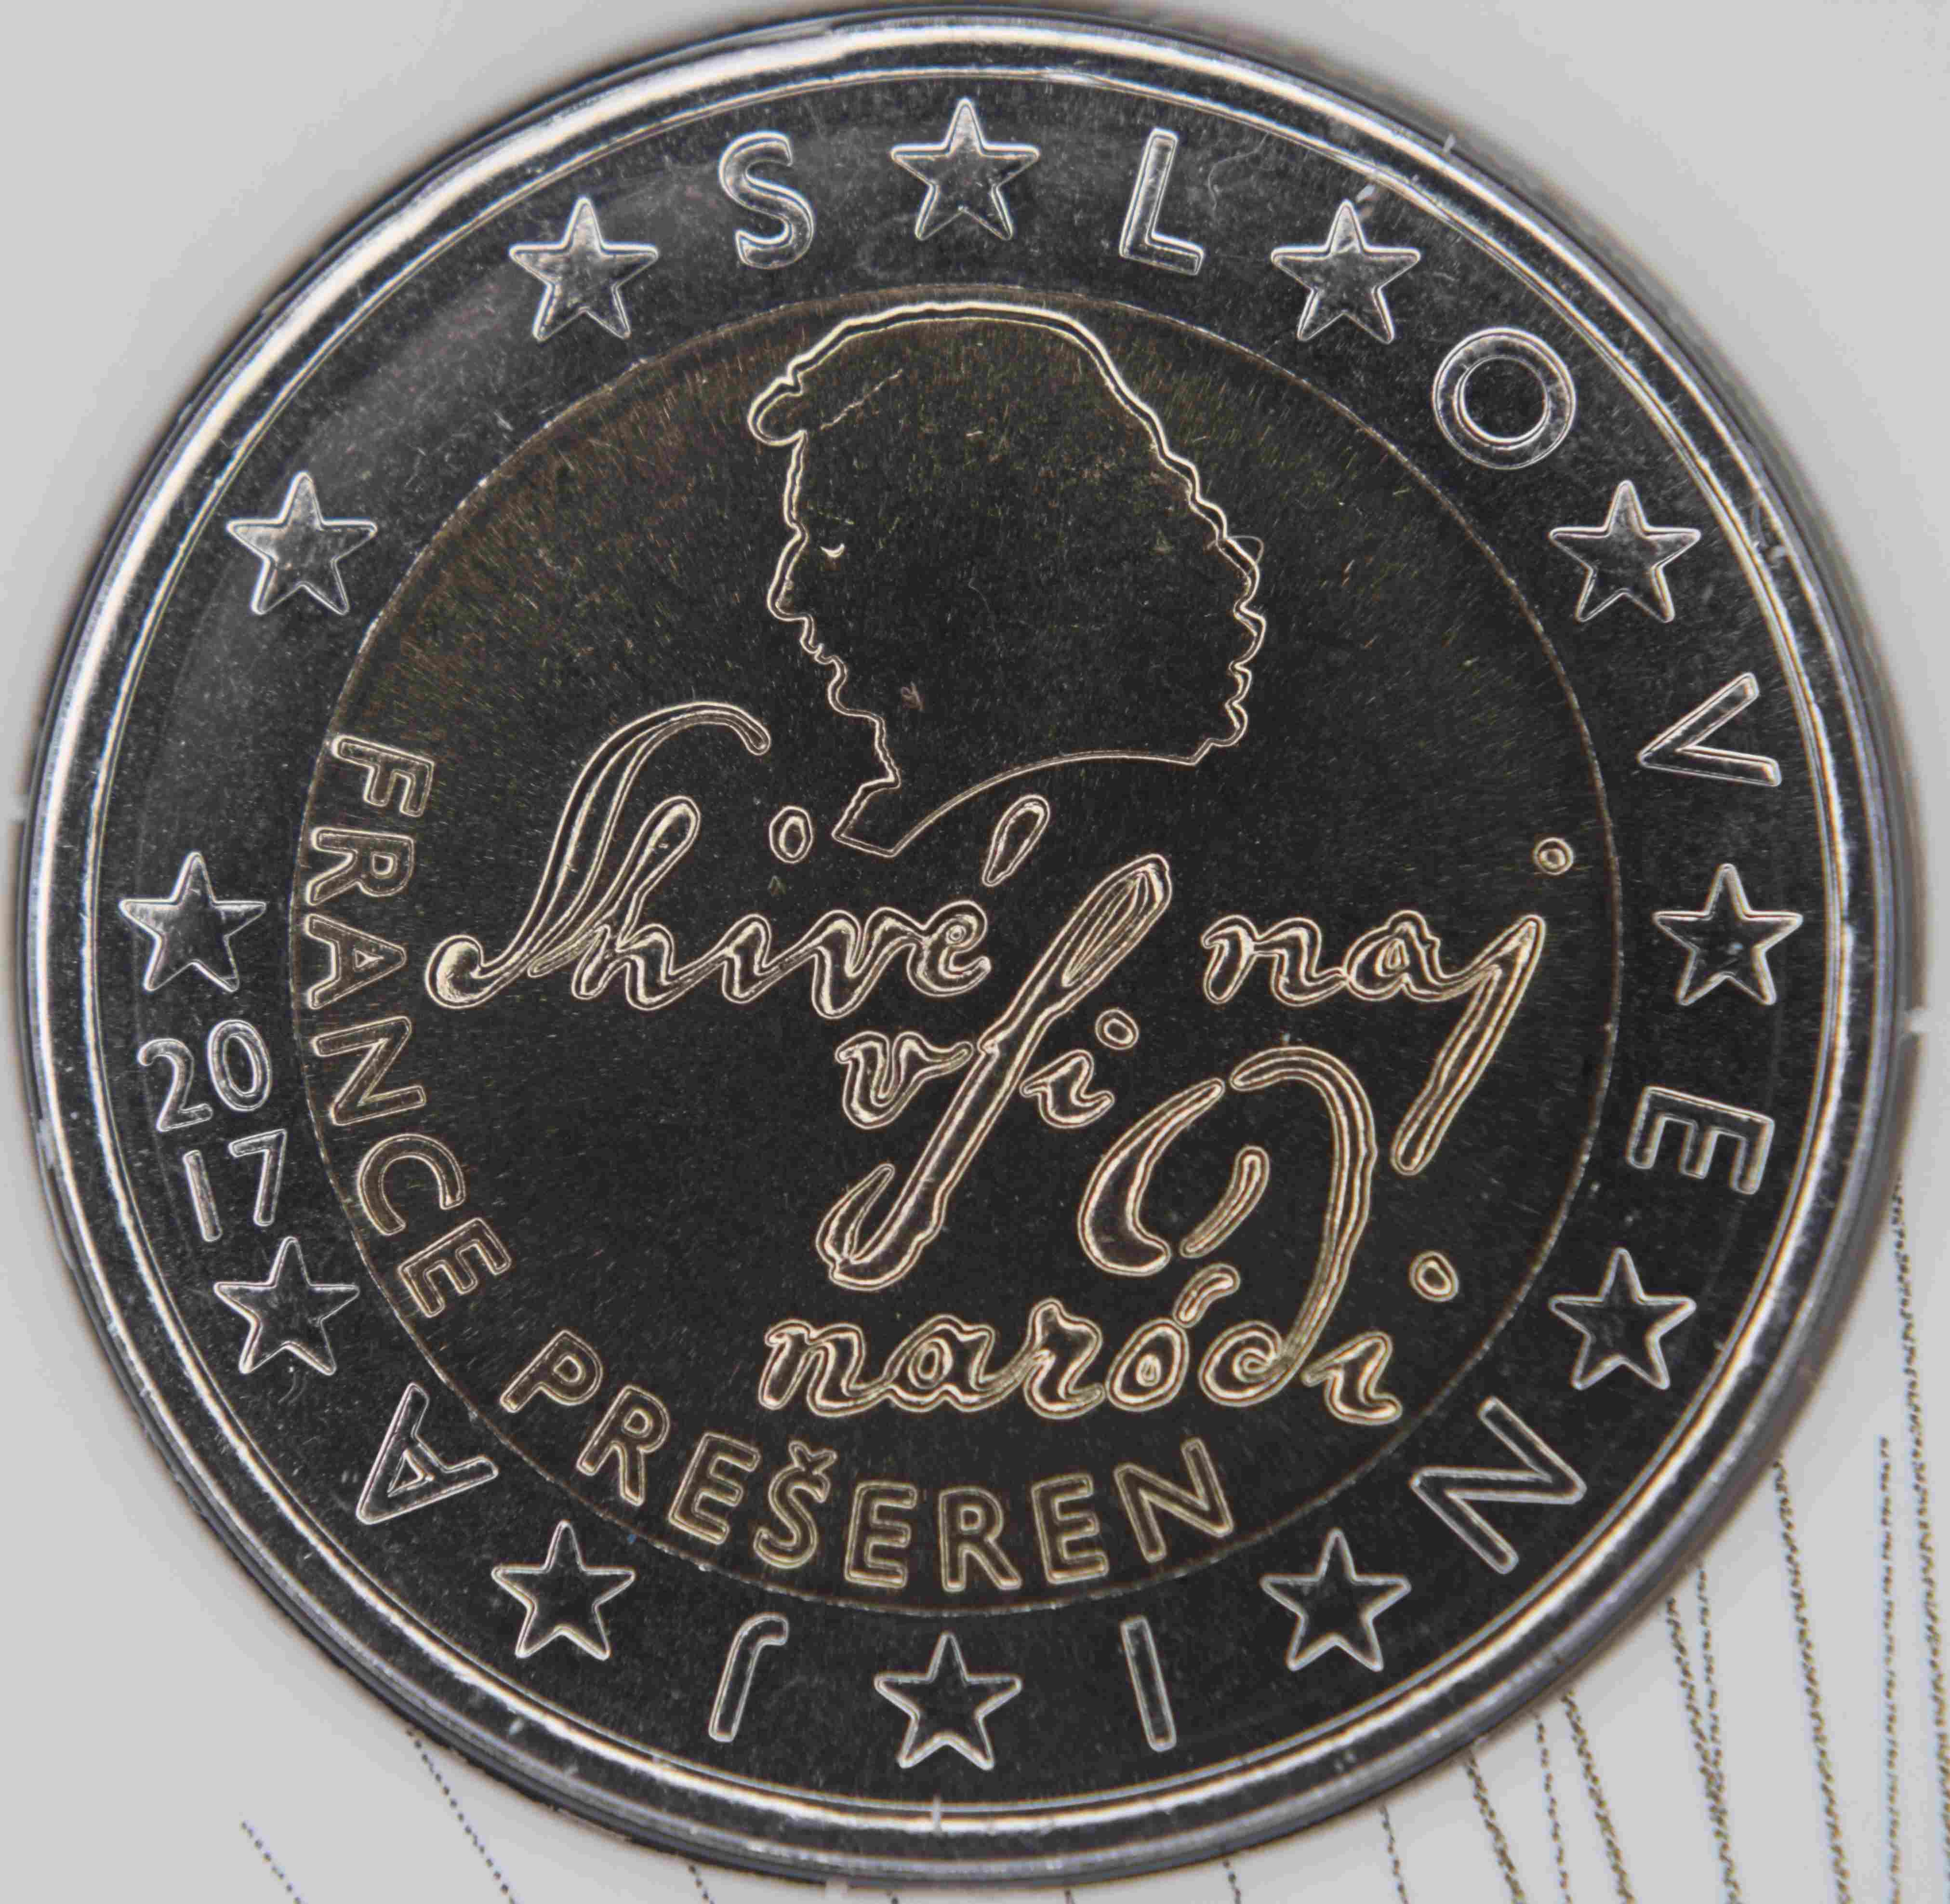 SLOVENIJA
2017
FRANCE PREŠEREN
Shivé naj
vſi
naródi